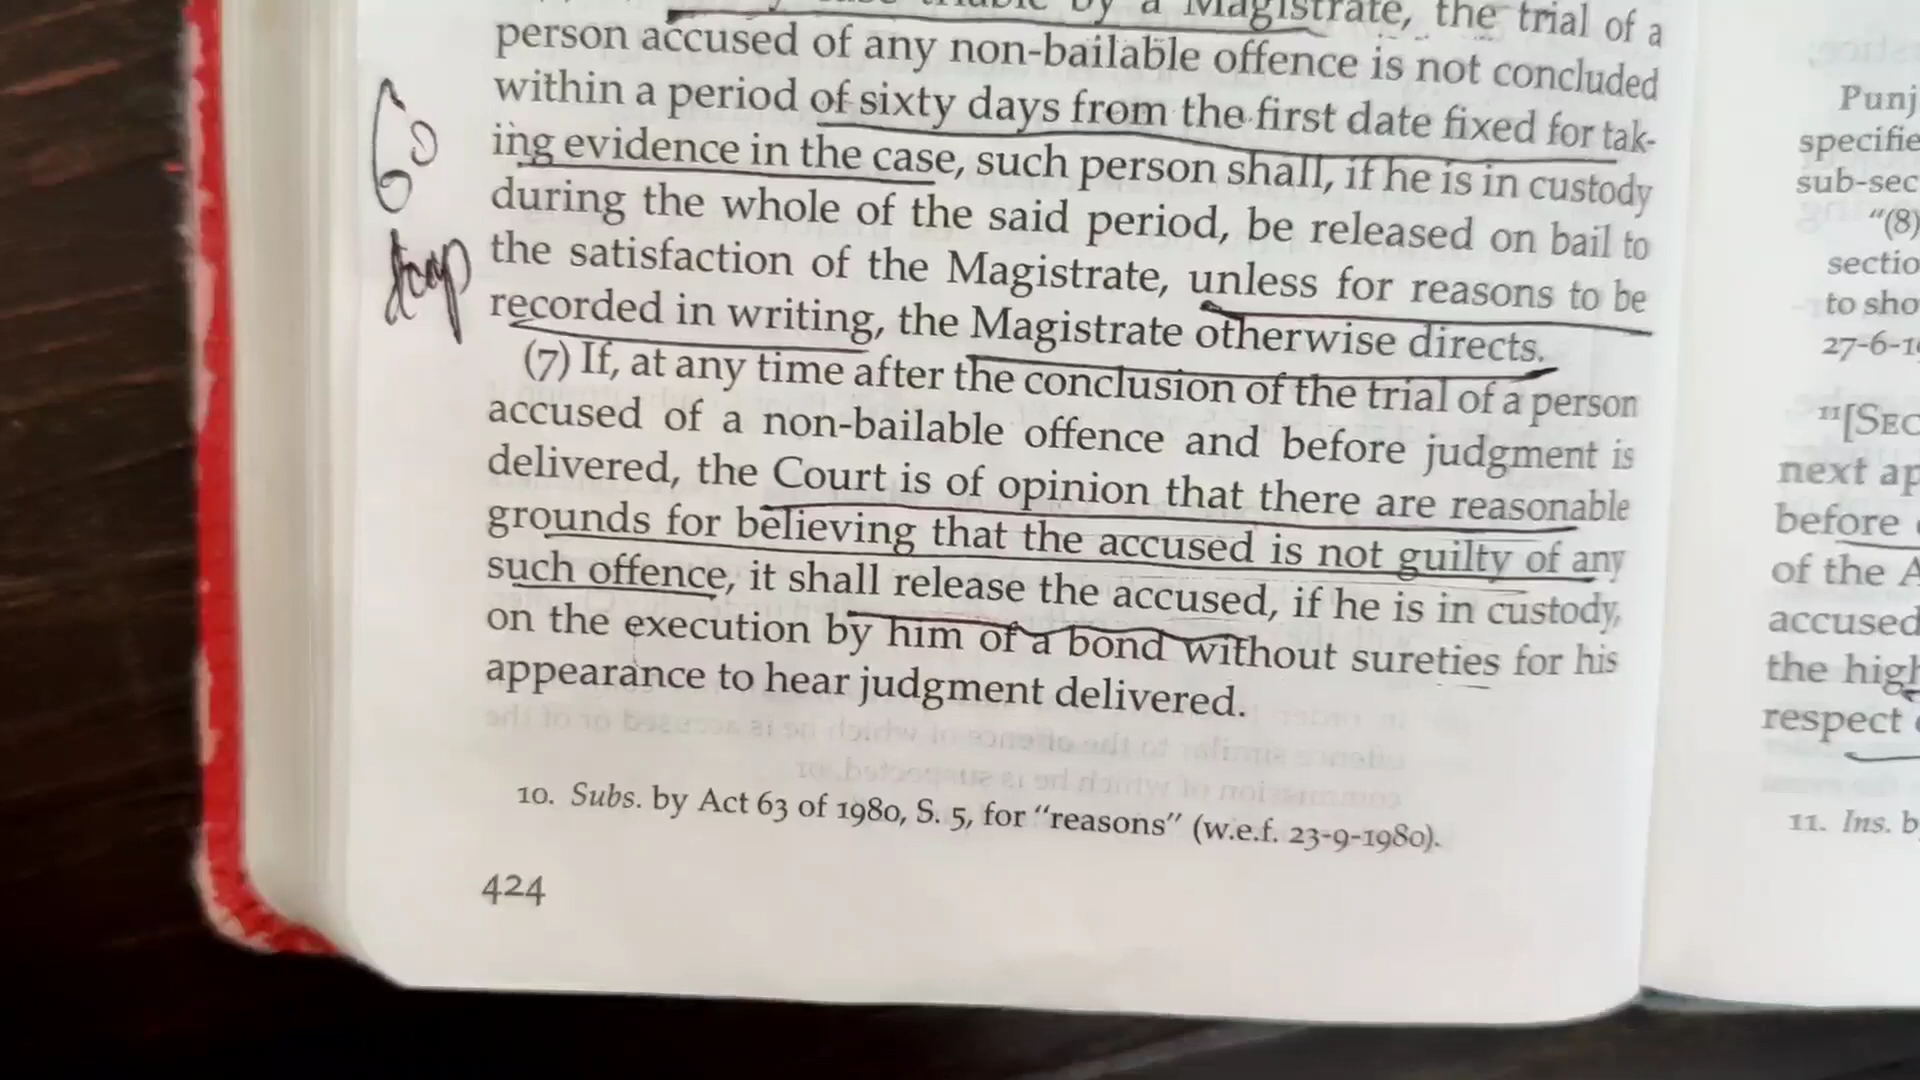 by a Magistrate, the trial of a
person accused of any non-bailable offence is not concluded
within a period of sixty days from the first date fixed for tak-
ing evidence in the case, such person shall, if he is in custody
during the whole of the said period, be released on bail to
the satisfaction of the Magistrate, unless for reasons to be
recorded in writing, the Magistrate otherwise directs.
(7) If, at any time after the conclusion of the trial of a person
accused of a non-bailable offence and before judgment is
delivered, the Court is of opinion that there are reasonable
grounds for believing that the accused is not guilty of any
such offence, it shall release the accused, if he is in custody,
on the execution by him of a bond without sureties for his
appearance to hear judgment delivered.
10. Subs. by Act 63 of 1980, S. 5, for “reasons” (w.e.f. 23-9-1980).
424
60
Punj
specifie
sub-sec
“(8)
sectio
to sho
27-6-1
11[SEC
next ap
before
of the A
accused
the high
respect
11. Ins. b